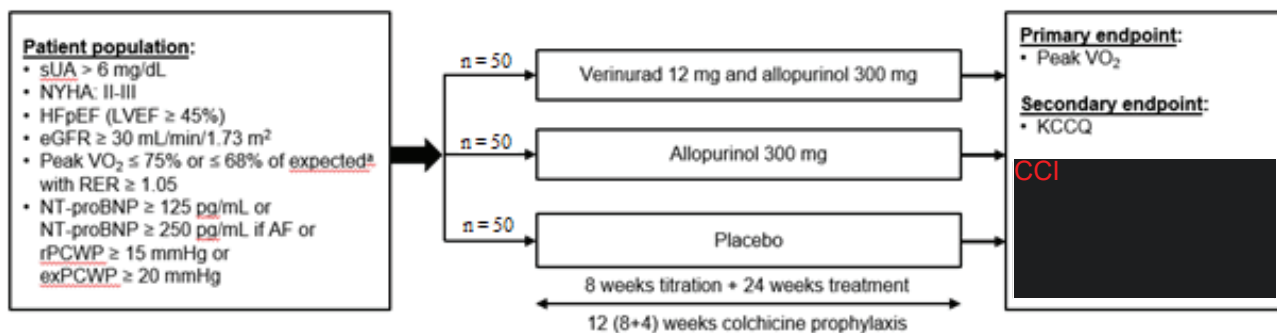 Patient population:
• sUA > 6 mg/dL
• NYHA: II-III
• HFpEF (LVEF ≥ 45%)
• eGFR ≥ 30 mL/min/1.73 m²
• Peak VO₂ ≤ 75% or ≤ 68% of expectedᵃ
with RER ≥ 1.05
• NT-proBNP ≥ 125 pg/mL or
NT-proBNP ≥ 250 pg/mL if AF or
rPCWP ≥ 15 mmHg or
exPCWP ≥ 20 mmHg
n = 50
Verinurad 12 mg and allopurinol 300 mg
n = 50
Allopurinol 300 mg
n = 50
Placebo
8 weeks titration + 24 weeks treatment
12 (8+4) weeks colchicine prophylaxis
Primary endpoint:
• Peak VO₂
Secondary endpoint:
• KCCQ
CCI